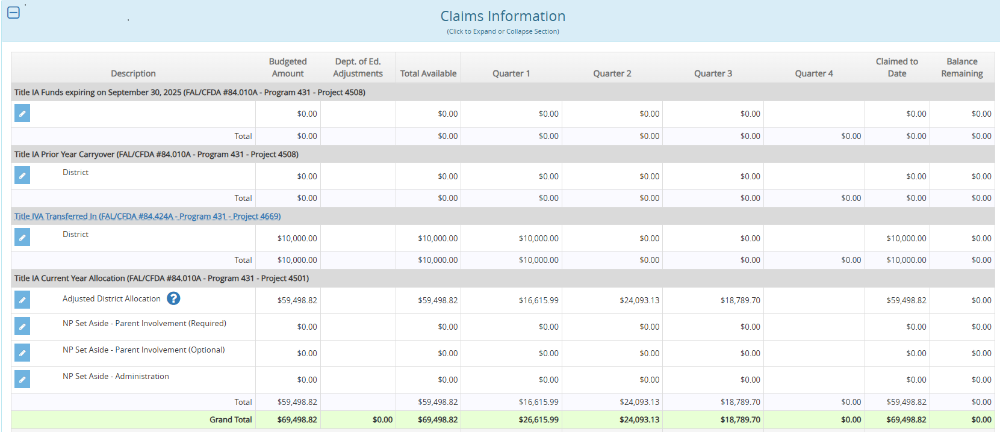 Claims Information
(Click to Expand or Collapse Section)
Description Budgeted Amount Dept. of Ed. Adjustments Total Available Quarter 1 Quarter 2 Quarter 3 Quarter 4 Claimed to Date Balance Remaining
Title IA Funds expiring on September 30, 2025 (FAL/CFDA #84.010A - Program 431 - Project 4508)
$0.00 $0.00 $0.00 $0.00 $0.00 $0.00 $0.00
Total $0.00 $0.00 $0.00 $0.00 $0.00 $0.00 $0.00 $0.00
Title IA Prior Year Carryover (FAL/CFDA #84.010A - Program 431 - Project 4508)
District $0.00 $0.00 $0.00 $0.00 $0.00 $0.00 $0.00
Total $0.00 $0.00 $0.00 $0.00 $0.00 $0.00 $0.00 $0.00
Title IVA Transferred In (FAL/CFDA #84.424A - Program 431 - Project 4669)
District $10,000.00 $10,000.00 $10,000.00 $0.00 $0.00 $10,000.00 $0.00
Total $10,000.00 $10,000.00 $10,000.00 $0.00 $0.00 $0.00 $10,000.00 $0.00
Title IA Current Year Allocation (FAL/CFDA #84.010A - Program 431 - Project 4501)
Adjusted District Allocation ? $59,498.82 $59,498.82 $16,615.99 $24,093.13 $18,789.70 $59,498.82 $0.00
NP Set Aside - Parent Involvement (Required) $0.00 $0.00 $0.00 $0.00 $0.00 $0.00 $0.00
NP Set Aside - Parent Involvement (Optional) $0.00 $0.00 $0.00 $0.00 $0.00 $0.00 $0.00
NP Set Aside - Administration $0.00 $0.00 $0.00 $0.00 $0.00 $0.00 $0.00
Total $59,498.82 $59,498.82 $16,615.99 $24,093.13 $18,789.70 $0.00 $59,498.82 $0.00
Grand Total $69,498.82 $0.00 $69,498.82 $26,615.99 $24,093.13 $18,789.70 $0.00 $69,498.82 $0.00